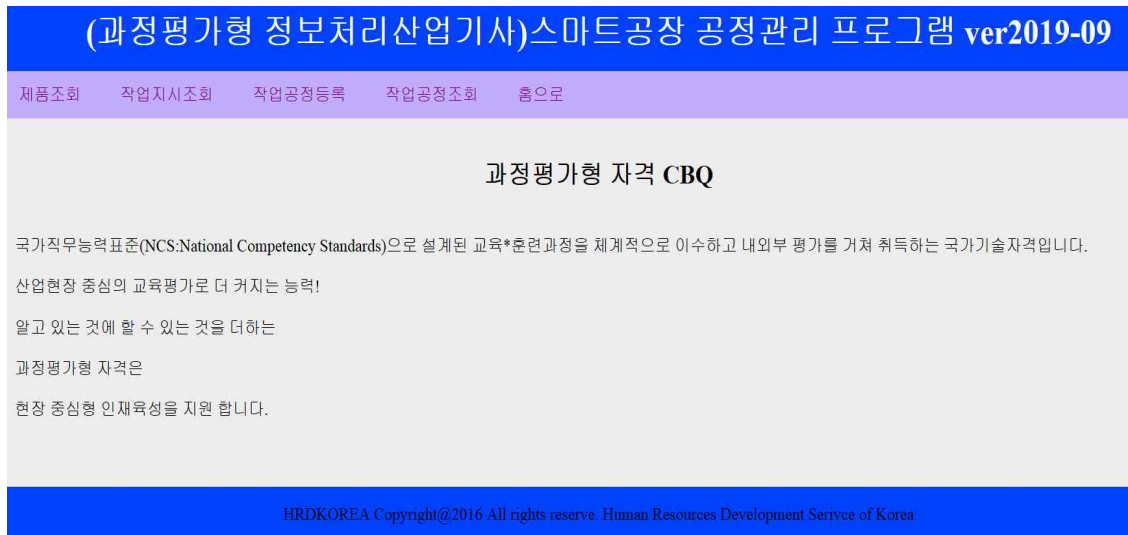 (과정평가형 정보처리산업기사)스마트공장 공정관리 프로그램 ver2019-09
제품조회 작업지시조회 작업공정등록 작업공정조회 홈으로
과정평가형 자격 CBQ
국가직무능력표준(NCS:National Competency Standards)으로 설계된 교육*훈련과정을 체계적으로 이수하고 내외부 평가를 거쳐 취득하는 국가기술자격입니다.
산업현장 중심의 교육평가로 더 커지는 능력!
알고 있는 것에 할 수 있는 것을 더하는
과정평가형 자격은
현장 중심형 인재육성을 지원 합니다.
HRDKOREA Copyright@2016 All rights reserve. Human Resources Development Serivce of Korea